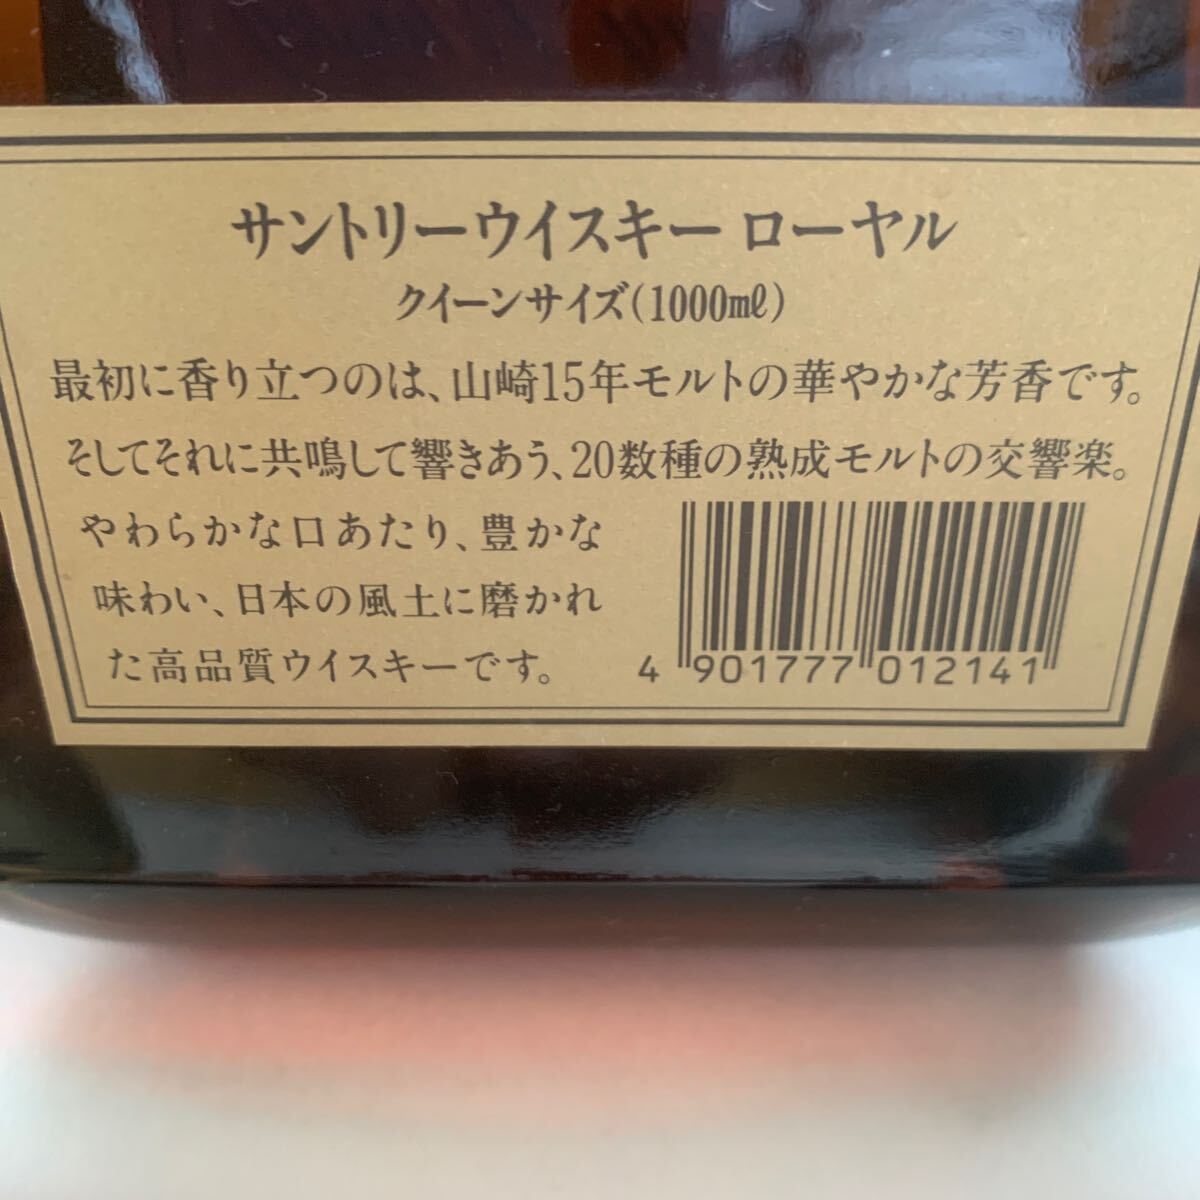 サントリーウイスキー ローヤル
クイーンサイズ(1000㎖)
最初に香り立つのは、山崎15年モルトの華やかな芳香です。
そしてそれに共鳴して響きあう、20数種の熟成モルトの交響楽。
やわらかな口あたり、豊かな
味わい、日本の風土に磨かれ
た高品質ウイスキーです。
4 901777 012141